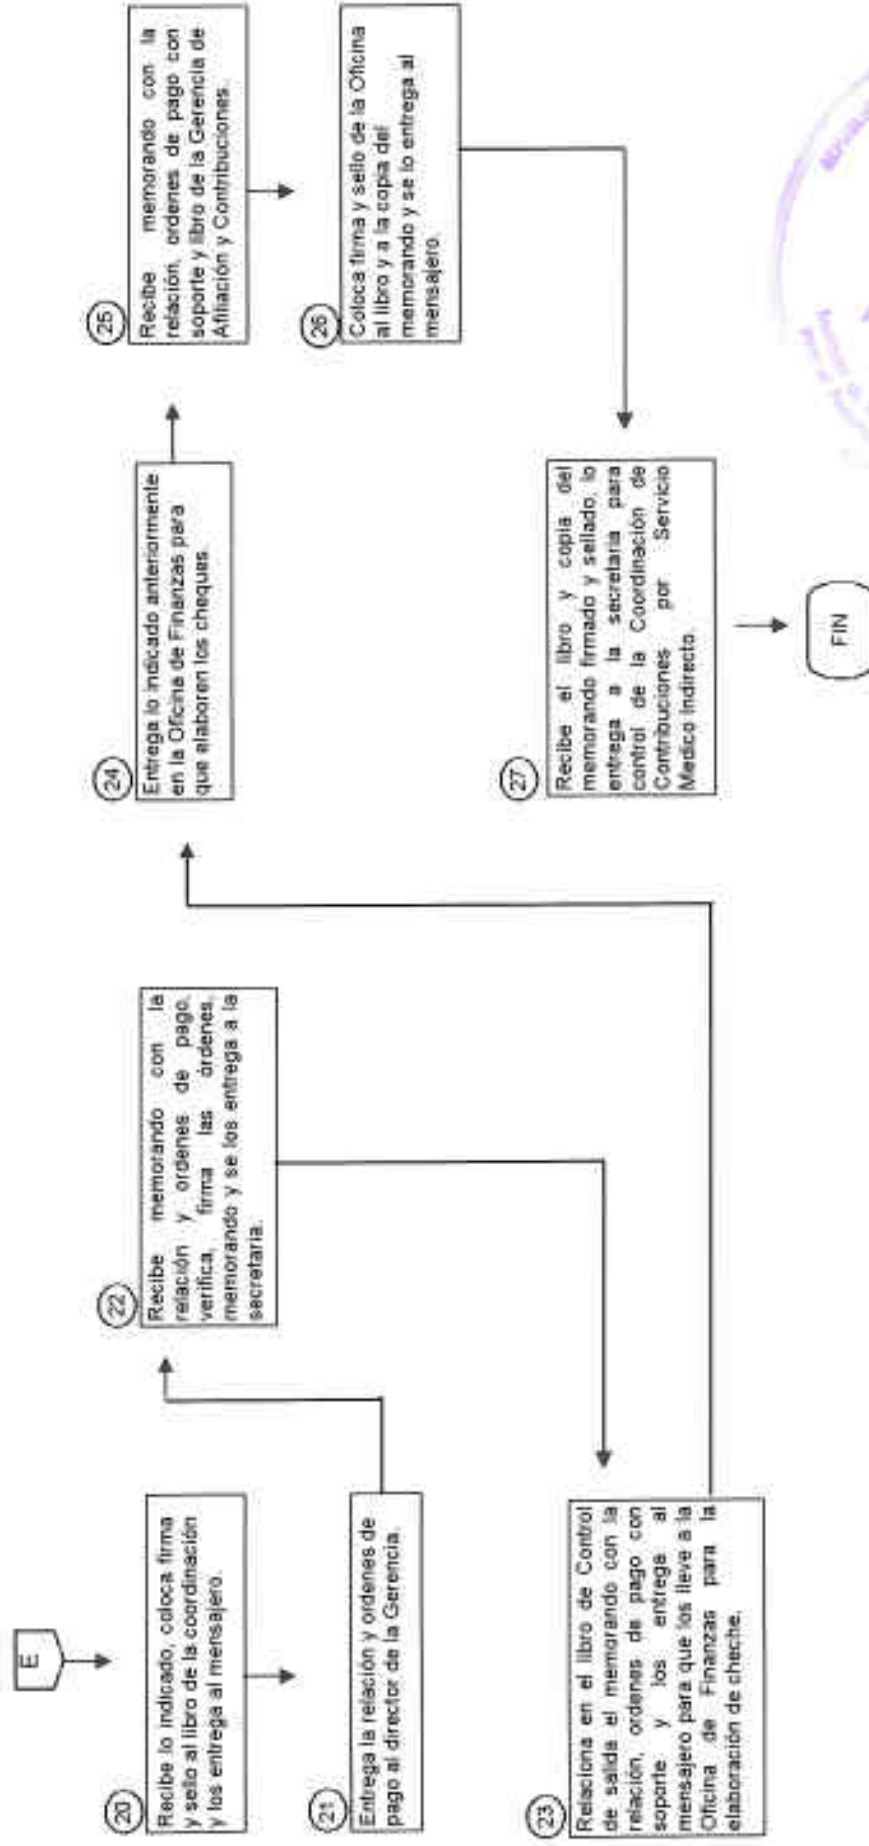 E
20
Recibe lo indicado, coloca firma
y sello al libro de la coordinación
y los entrega al mensajero.
21
Entrega la relación y ordenes de
pago al director de la Gerencia.
22
Recibe memorando con la
relación y ordenes de pago,
verifica, firma las órdenes,
memorando y se los entrega a la
secretaria.
23
Relaciona en el libro de Control
de salida el memorando con la
relación, ordenes de pago con
soporte y los entrega al
mensajero para que los lleve a la
Oficina de Finanzas para la
elaboración de cheche.
24
Entrega lo indicado anteriormente
en la Oficina de Finanzas para
que elaboren los cheques
25
Recibe memorando con la
relación, ordenes de pago con
soporte y libro de la Gerencia de
Afiliación y Contribuciones.
26
Coloca firma y sello de la Oficina
al libro y a la copia del
memorando y se lo entrega al
mensajero.
27
Recibe el libro y copia del
memorando firmado y sellado, lo
entrega a la secretaria para
control de la Coordinación de
Contribuciones por Servicio
Medico Indirecto.
FIN